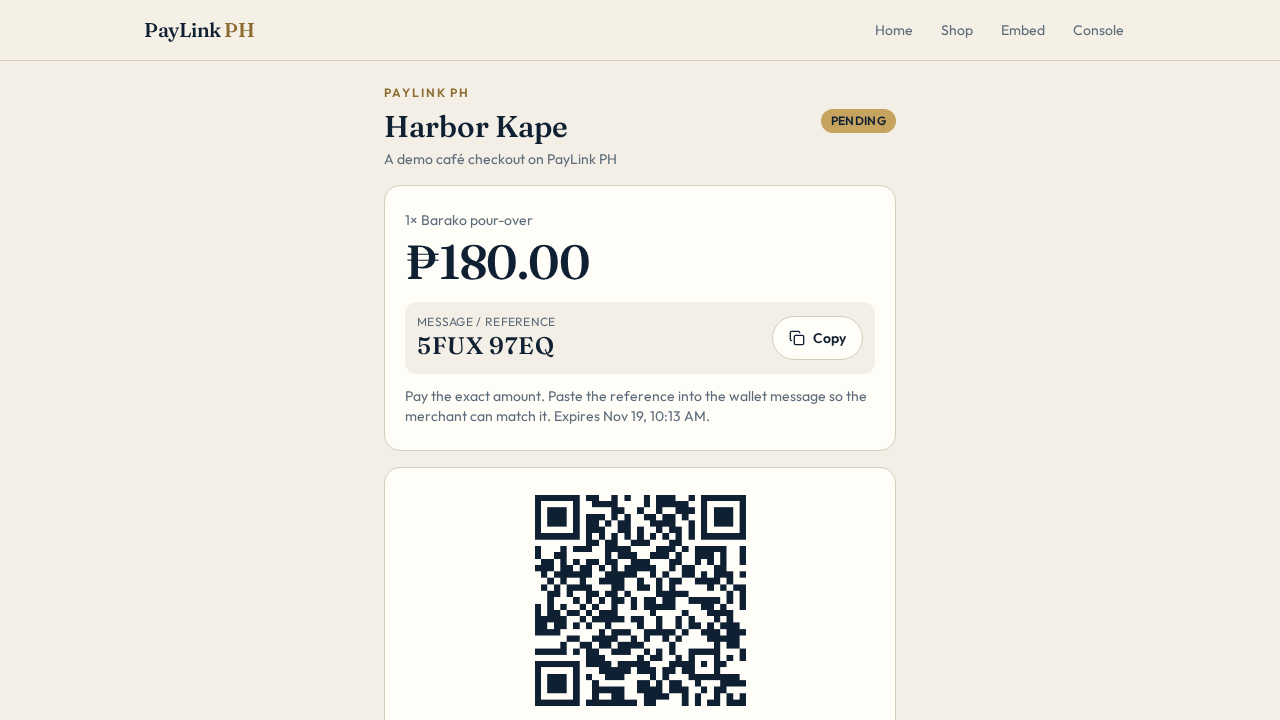 PayLink PH
Home
Shop
Embed
Console
PAYLINK PH
Harbor Kape
PENDING
A demo café checkout on PayLink PH
1× Barako pour-over
₱180.00
MESSAGE / REFERENCE
5FUX 97EQ
Copy
Pay the exact amount. Paste the reference into the wallet message so the
merchant can match it. Expires Nov 19, 10:13 AM.